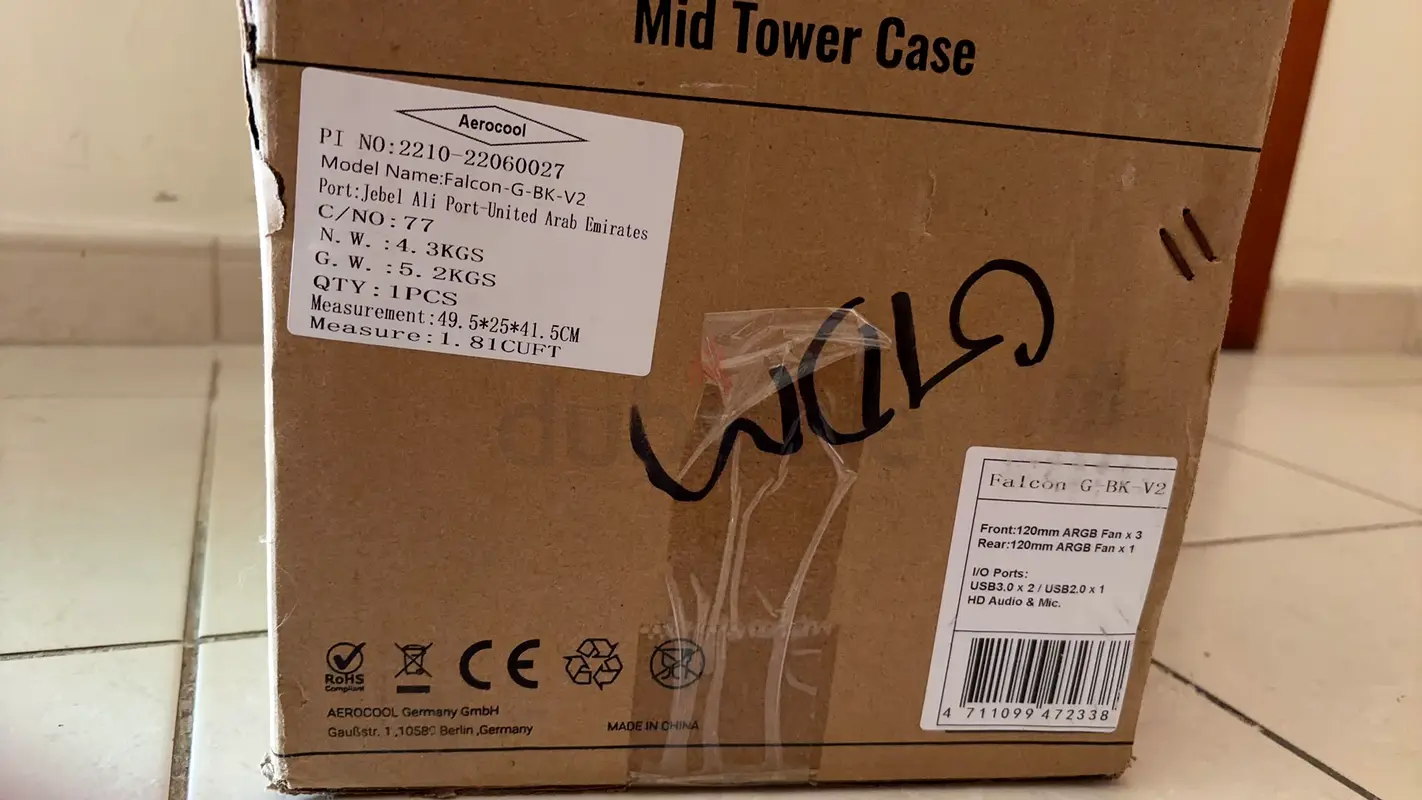 Mid Tower Case
Aerocool
PI NO:2210-22060027
Model Name:Falcon-G-BK-V2
Port:Jebel Ali Port-United Arab Emirates
C/NO:77
N. W. :4. 3KGS
G. W. :5. 2KGS
QTY:1PCS
Measurement:49.5*25*41.5CM
Measure:1. 81CUFT
Falcon G-BK-V2
Front:120mm ARGB Fan x 3
Rear:120mm ARGB Fan x 1
I/O Ports:
USB3.0 x 2 / USB2.0 x 1
HD Audio & Mic.
4 711099 472338
RoHS
Compliant
CE
AEROCOOL Germany GmbH
Gaußstr. 1 ,10589 Berlin ,Germany
MADE IN CHINA